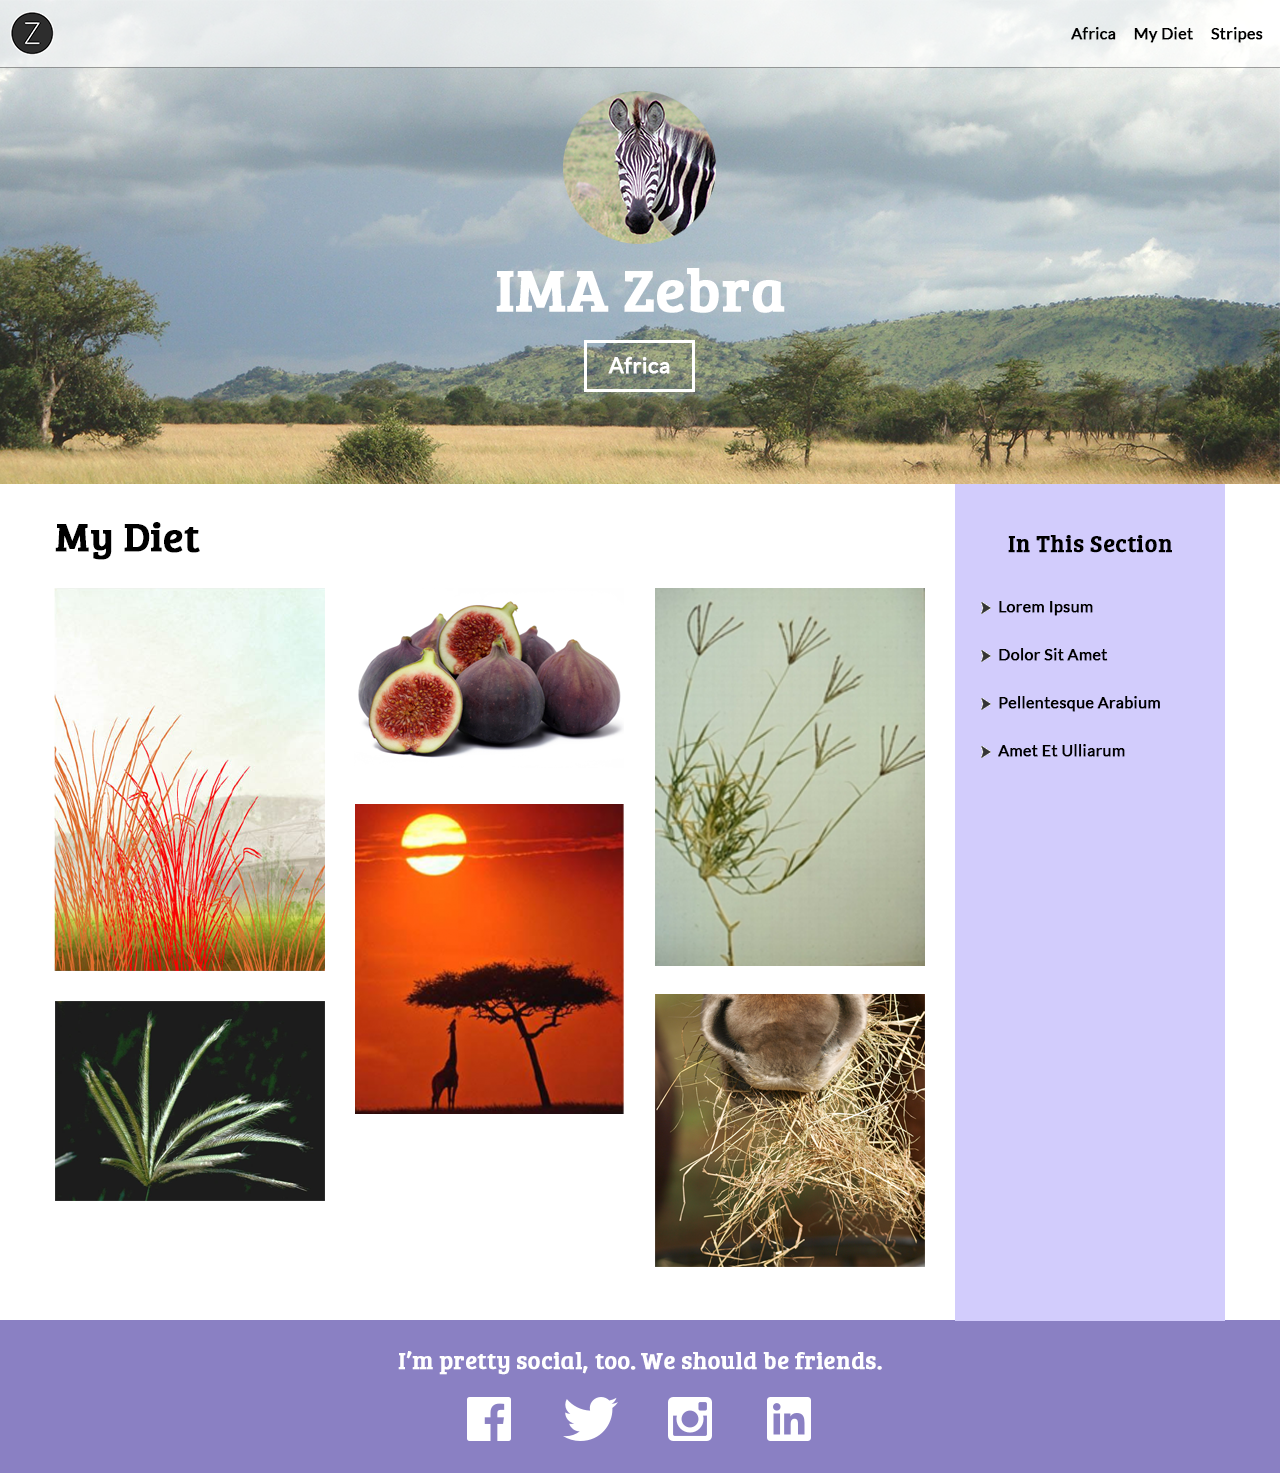 Z
Africa My Diet Stripes
IMA Zebra
Africa
My Diet
In This Section
Lorem Ipsum
Dolor Sit Amet
Pellentesque Arabium
Amet Et Ulliarum
I'm pretty social, too. We should be friends.